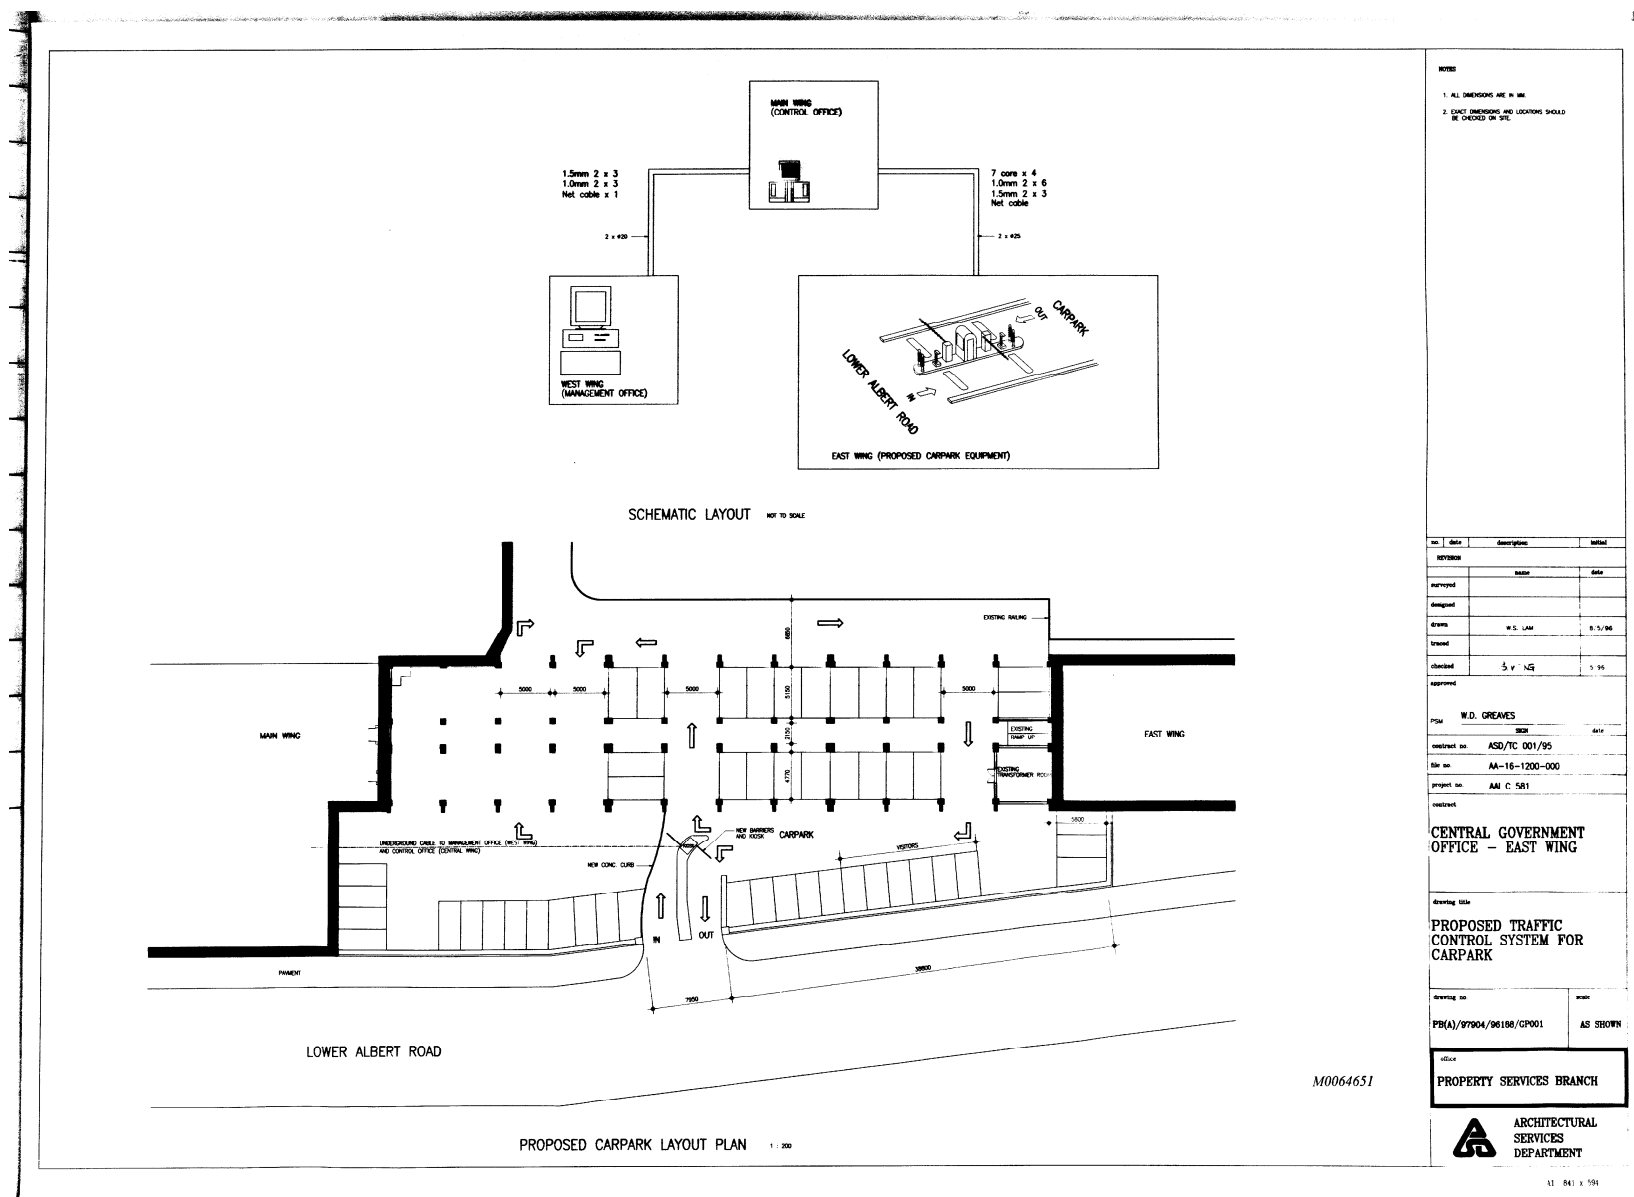 MAIN WING
(CONTROL OFFICE)
1.5mm 2 x 3
1.0mm 2 x 3
Net cable x 1
7 core x 4
1.0mm 2 x 6
1.5mm 2 x 3
Net cable
2 x ø20
2 x ø25
WEST WING
(MANAGEMENT OFFICE)
CARPARK
OUT
LOWER ALBERT ROAD
IN
EAST WING (PROPOSED CARPARK EQUIPMENT)
SCHEMATIC LAYOUT NOT TO SCALE
EXISTING RAILING
6850
5000
5000
5000
5150
5000
MAIN WING
2150
EXISTING
RAMP UP
EAST WING
EXISTING
TRANSFORMER ROOM
4770
5800
NEW BARRIERS
AND KIOSK
CARPARK
UNDERGROUND CABLE TO MANAGEMENT OFFICE (WEST WING)
AND CONTROL OFFICE (CENTRAL WING)
VISITORS
NEW CONC. CURB
IN
OUT
PAVMENT
38800
7950
LOWER ALBERT ROAD
M0064651
PROPOSED CARPARK LAYOUT PLAN 1 : 200
NOTES
1. ALL DIMENSIONS ARE IN MM.
2. EXACT DIMENSIONS AND LOCATIONS SHOULD
BE CHECKED ON SITE.
no. date description initial
REVISION
name date
surveyed
designed
drawn W.S. LAM 8.5/96
traced
checked
approved
PSM W.D. GREAVES
SIGN date
contract no. ASD/TC 001/95
file no. AA-16-1200-000
project no.
contract
CENTRAL GOVERNMENT
OFFICE - EAST WING
drawing title
PROPOSED TRAFFIC
CONTROL SYSTEM FOR
CARPARK
drawing no. scale
PB(A)/97904/96168/GP001 AS SHOWN
office
PROPERTY SERVICES BRANCH
ARCHITECTURAL
SERVICES
DEPARTMENT
A1 841 x 594